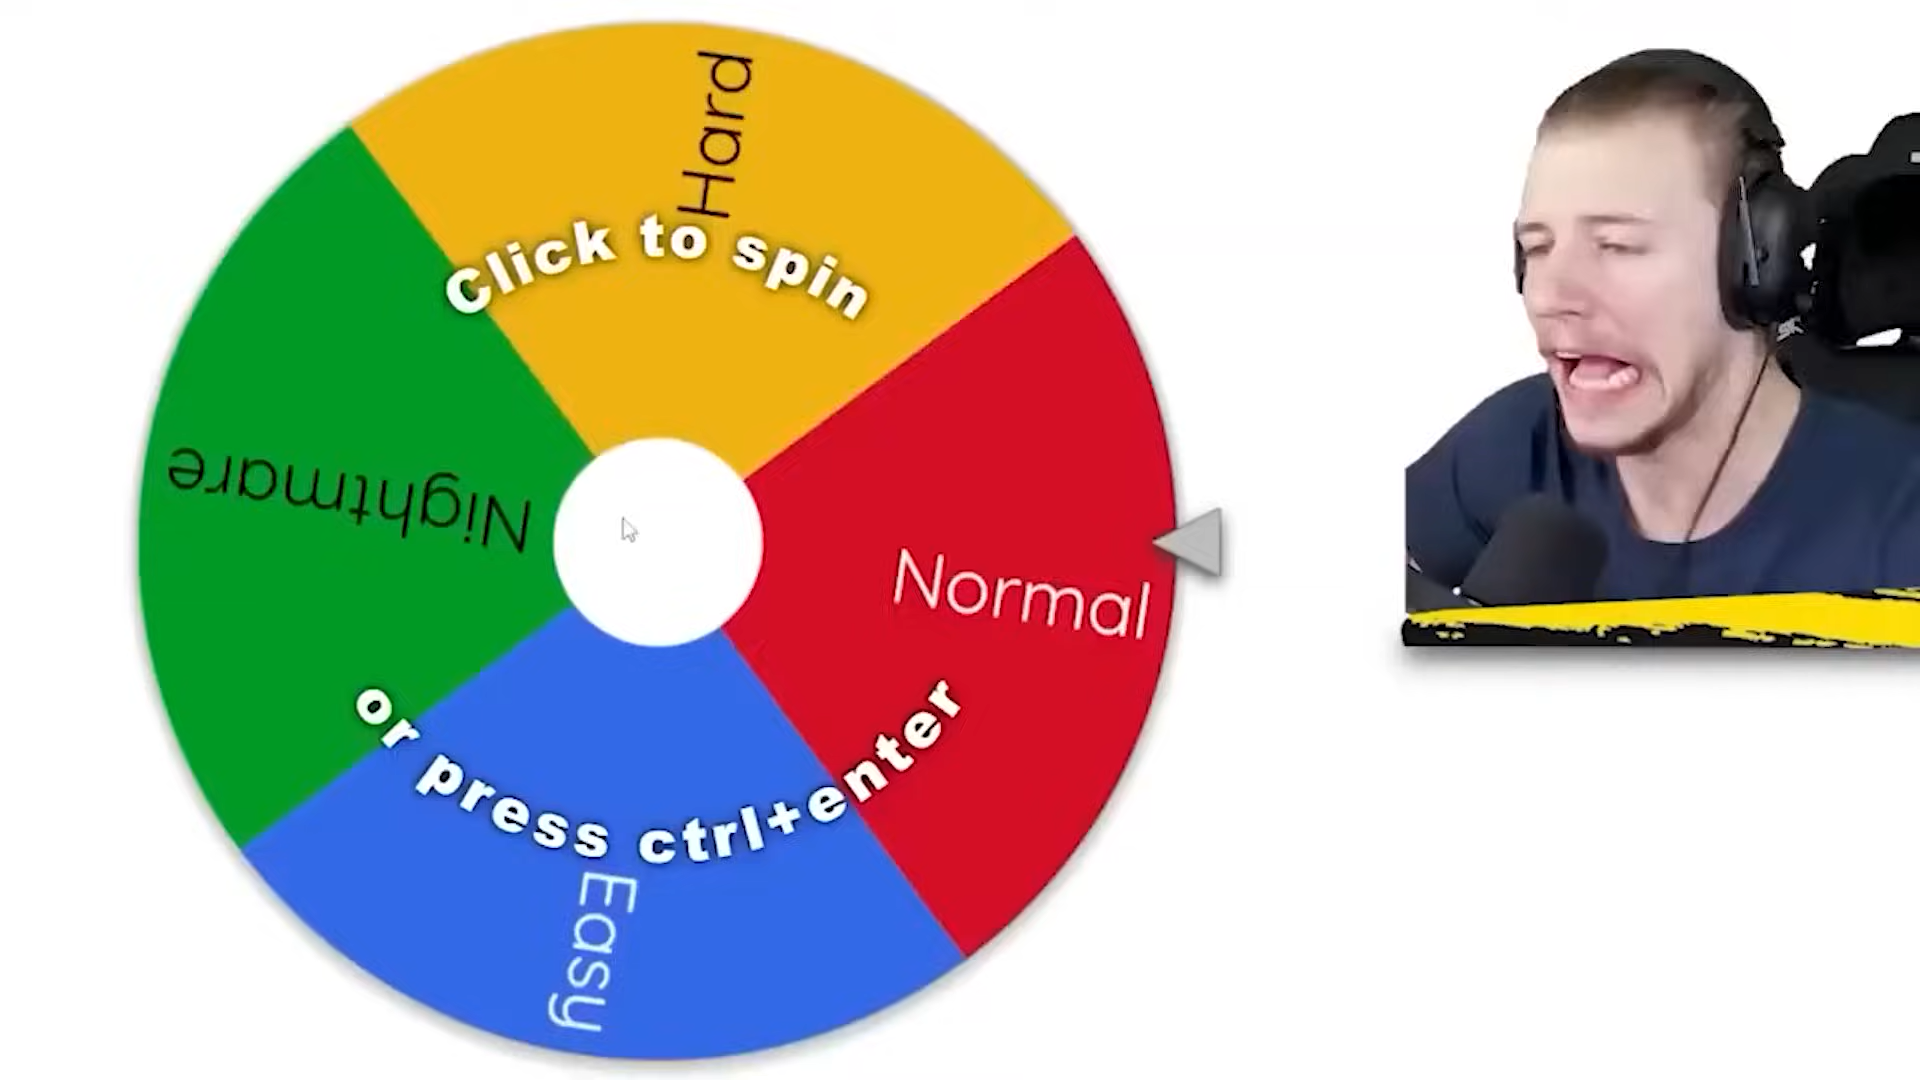 Hard
Click to spin
Nightmare
Normal
or press ctrl+enter
Easy